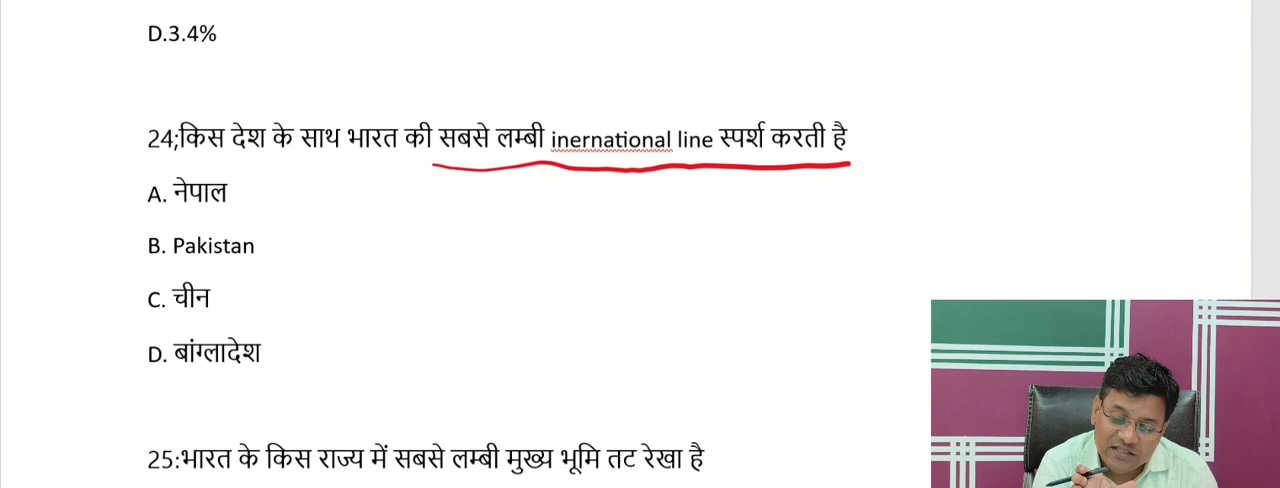 D.3.4%
24;किस देश के साथ भारत की सबसे लम्बी inernational line स्पर्श करती है
A. नेपाल
B. Pakistan
C. चीन
D. बांग्लादेश
25:भारत के किस राज्य में सबसे लम्बी मुख्य भूमि तट रेखा है